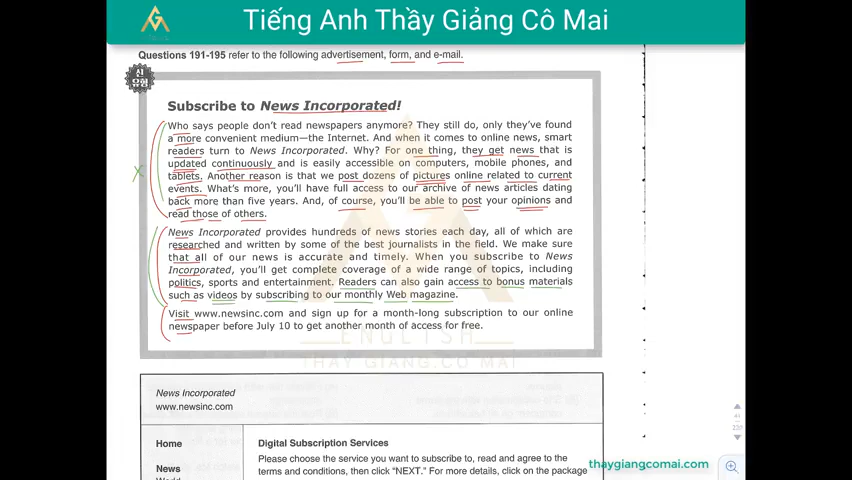 Tiếng Anh Thầy Giảng Cô Mai
Questions 191-195 refer to the following advertisement, form, and e-mail.
Subscribe to News Incorporated!
Who says people don't read newspapers anymore? They still do, only they've found
a more convenient medium—the Internet. And when it comes to online news, smart
readers turn to News Incorporated. Why? For one thing, they get news that is
updated continuously and is easily accessible on computers, mobile phones, and
tablets. Another reason is that we post dozens of pictures online related to current
events. What's more, you'll have full access to our archive of news articles dating
back more than five years. And, of course, you'll be able to post your opinions and
read those of others.
News Incorporated provides hundreds of news stories each day, all of which are
researched and written by some of the best journalists in the field. We make sure
that all of our news is accurate and timely. When you subscribe to News
Incorporated, you'll get complete coverage of a wide range of topics, including
politics, sports and entertainment. Readers can also gain access to bonus materials
such as videos by subscribing to our monthly Web magazine.
Visit www.newsinc.com and sign up for a month-long subscription to our online
newspaper before July 10 to get another month of access for free.
ENGLISH
THAY GIANG.CO MAI
News Incorporated
www.newsinc.com
Home
Digital Subscription Services
Please choose the service you want to subscribe to, read and agree to the
News
terms and conditions, then click "NEXT." For more details, click on the package
World
thaygiangcomai.com